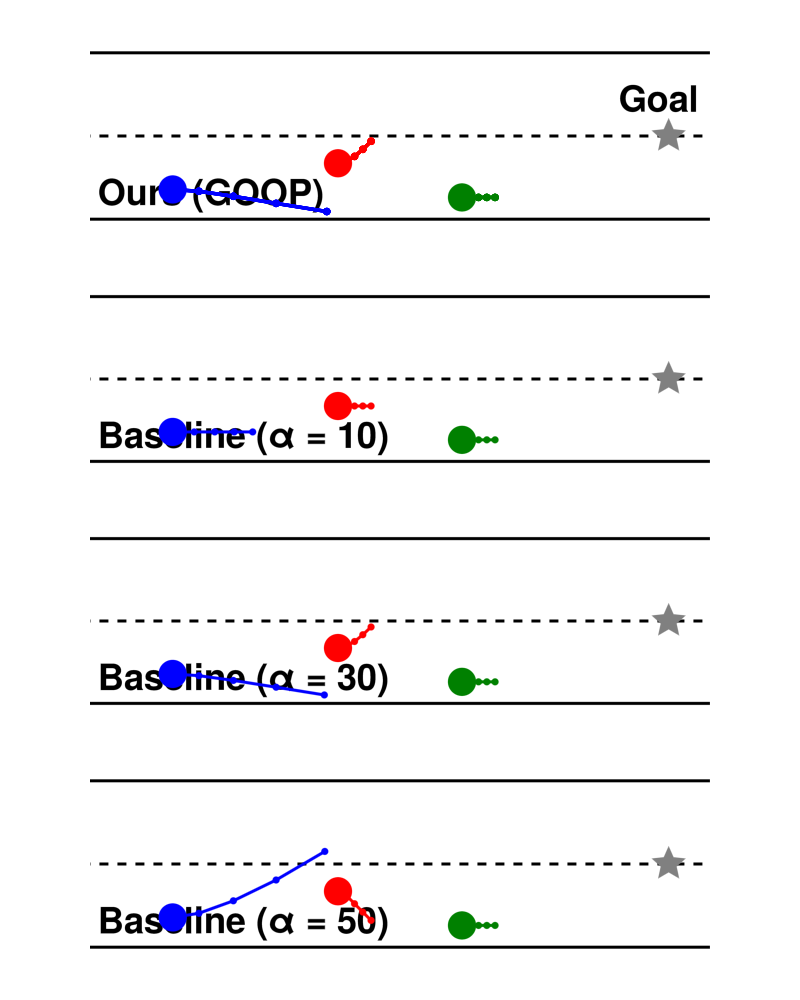 Goal
Ours (GOOP)
Baseline (α = 10)
Baseline (α = 30)
Baseline (α = 50)